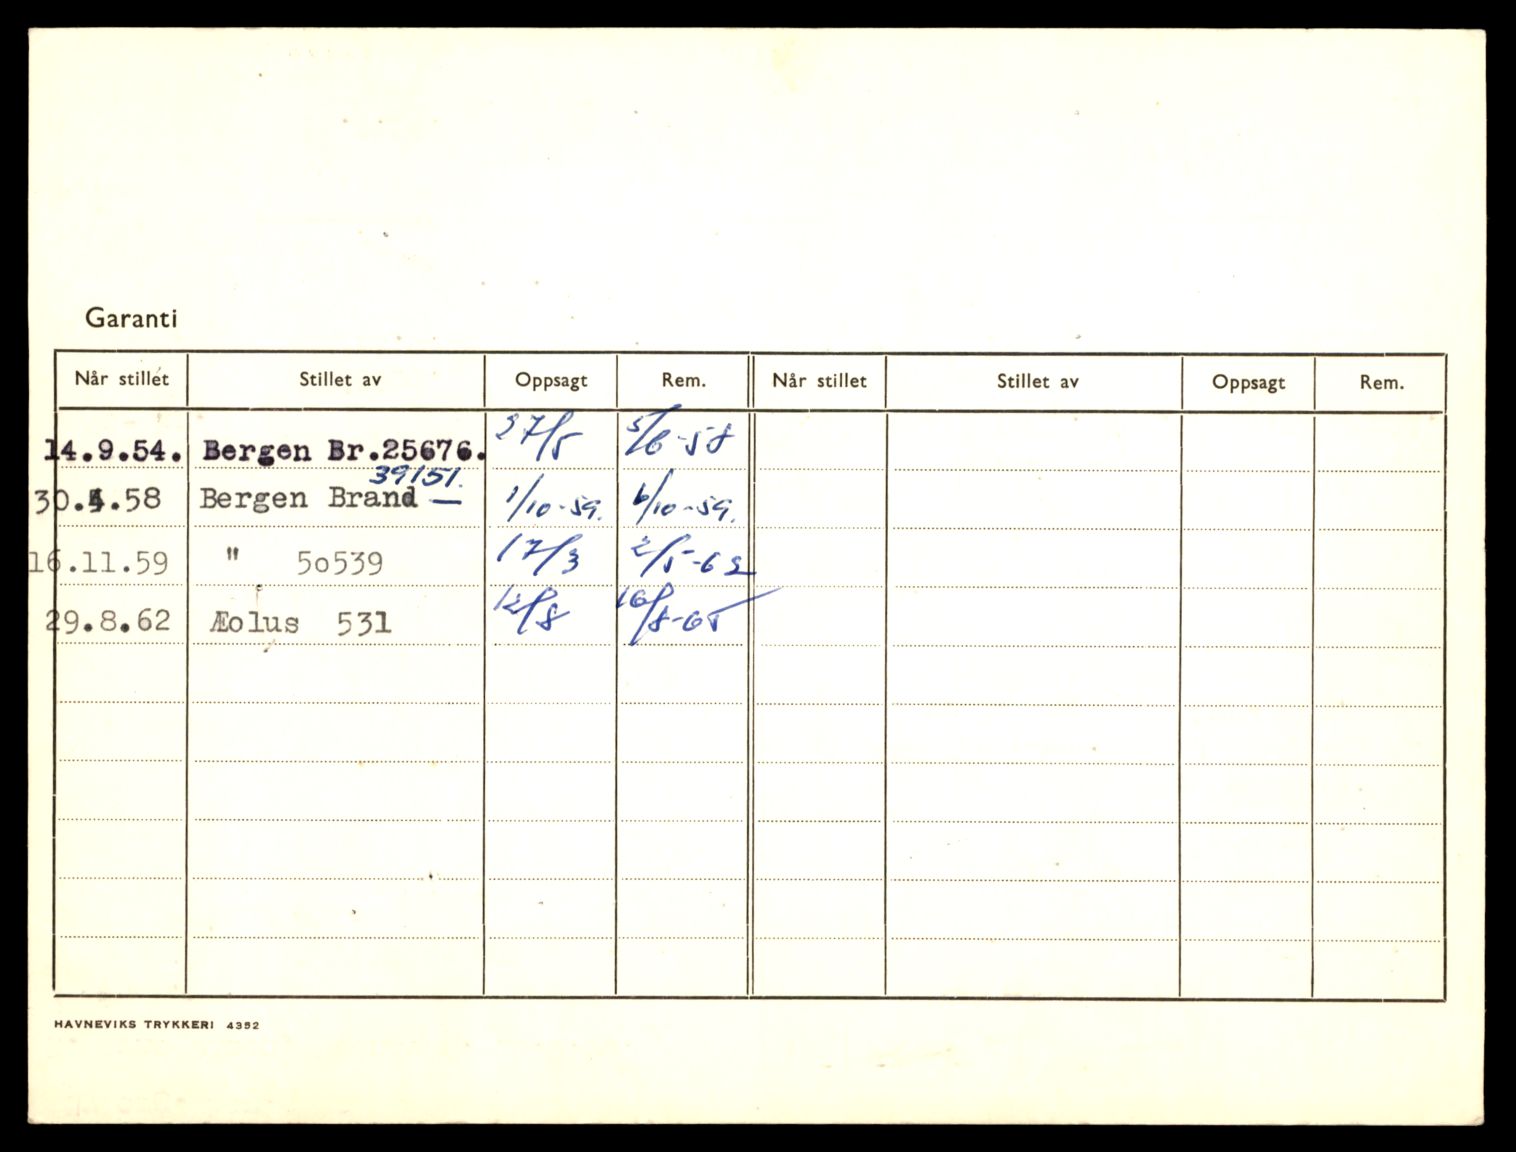 Garanti
Når stillet Stillet av Oppsagt Rem. Når stillet Stillet av Oppsagt Rem.
14.9.54. Bergen Br.25676. 27/5 5/6-58
39151.
30.5.58 Bergen Brand — 1/10-59. 6/10-59.
16.11.59 " 5o539 17/3 2/5-62
29.8.62 Æolus 531 12/8 16/8-65
HAVNEVIKS TRYKKERI 4352